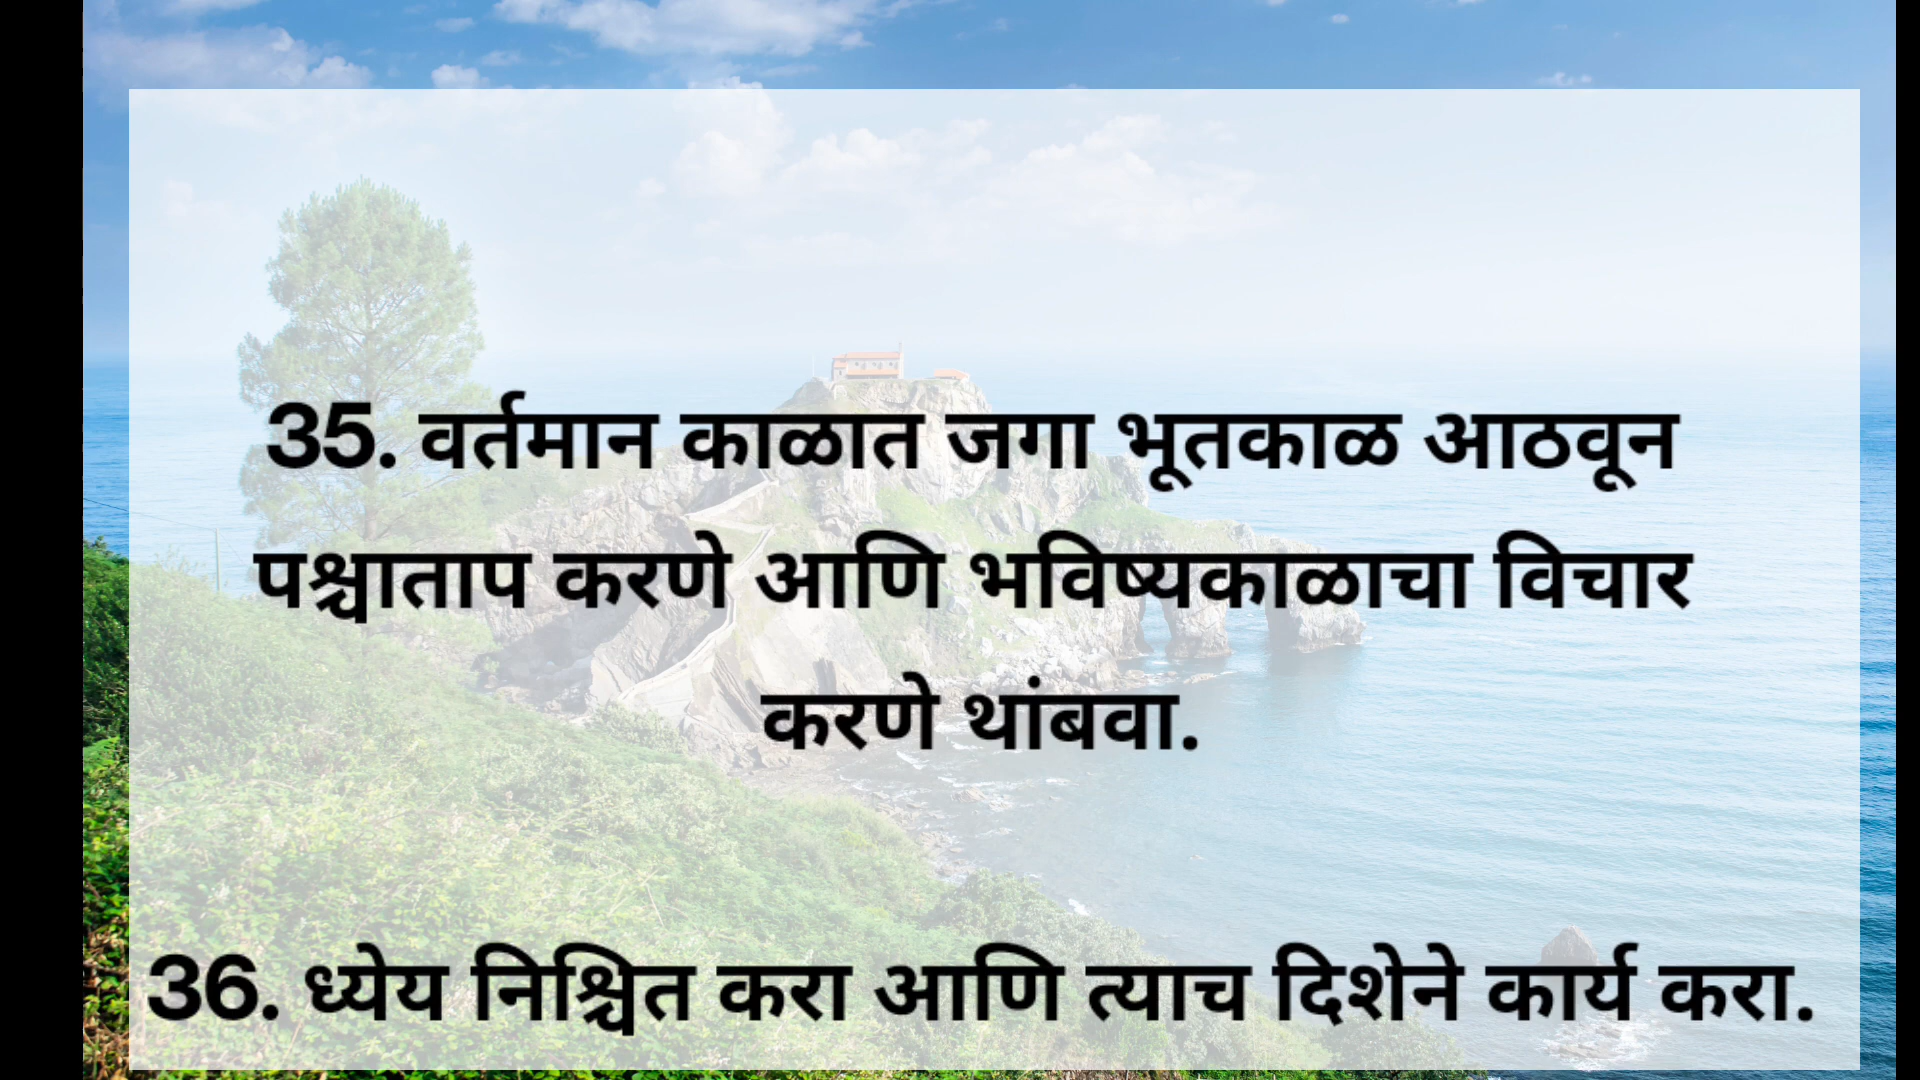 35. वर्तमान काळात जगा भूतकाळ आठवून
पश्चाताप करणे आणि भविष्यकाळाचा विचार
करणे थांबवा.
36. ध्येय निश्चित करा आणि त्याच दिशेने कार्य करा.